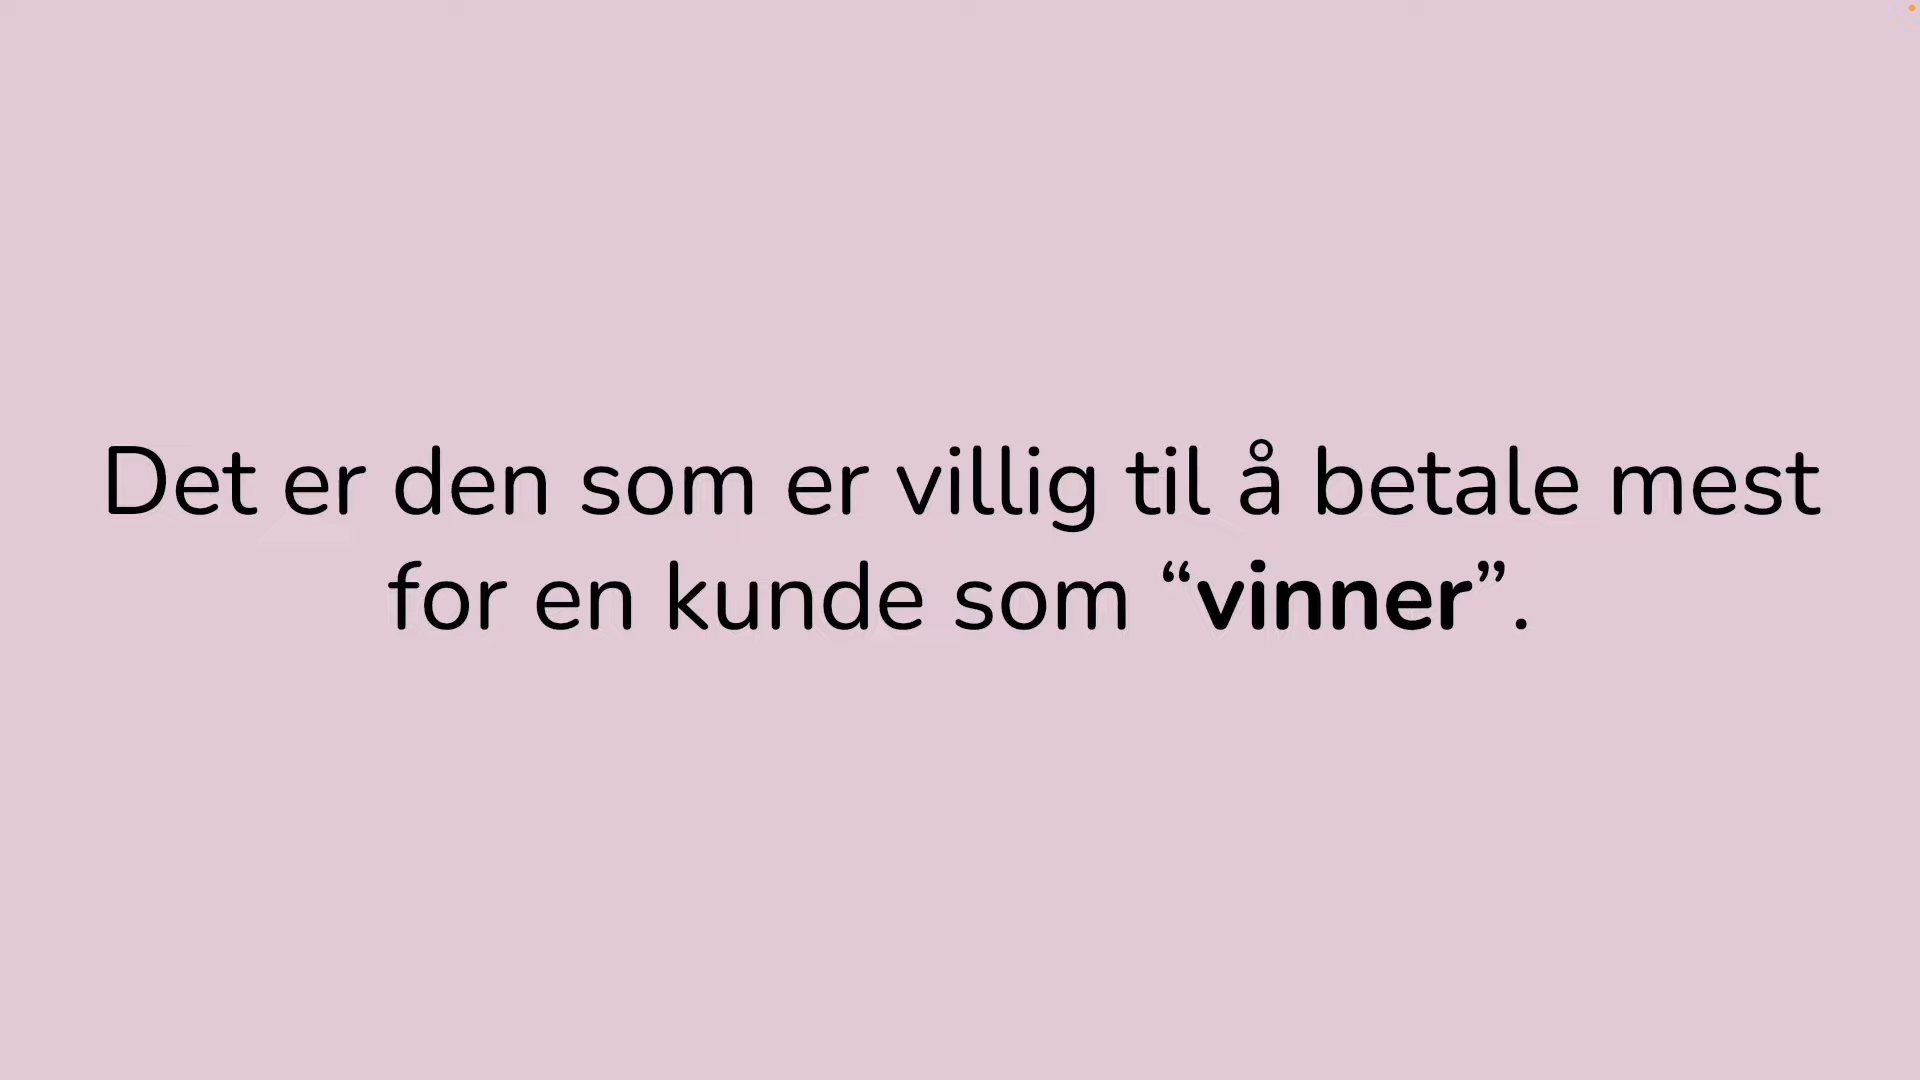 Det er den som er villig til å betale mest
for en kunde som “vinner”.